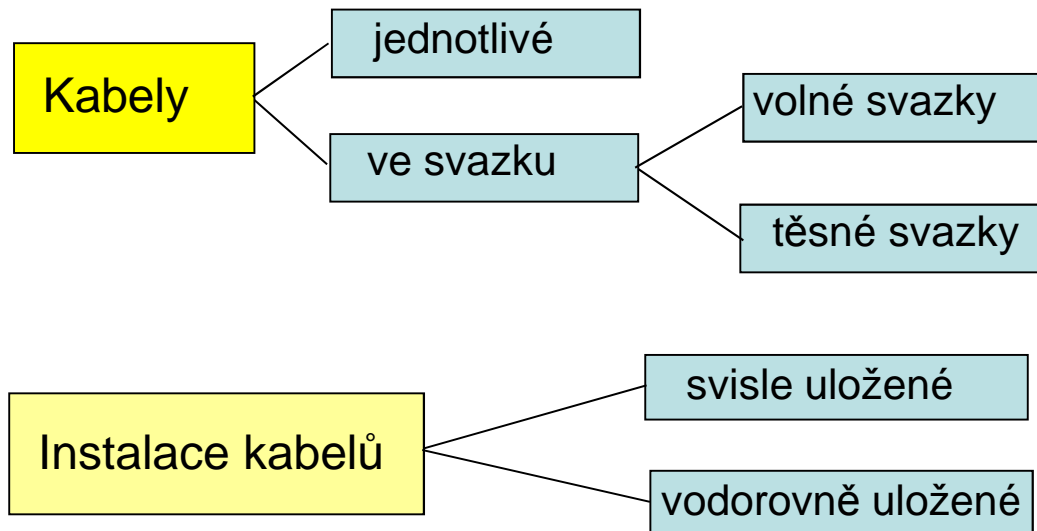 Kabely
jednotlivé
ve svazku
volné svazky
těsné svazky
Instalace kabelů
svisle uložené
vodorovně uložené